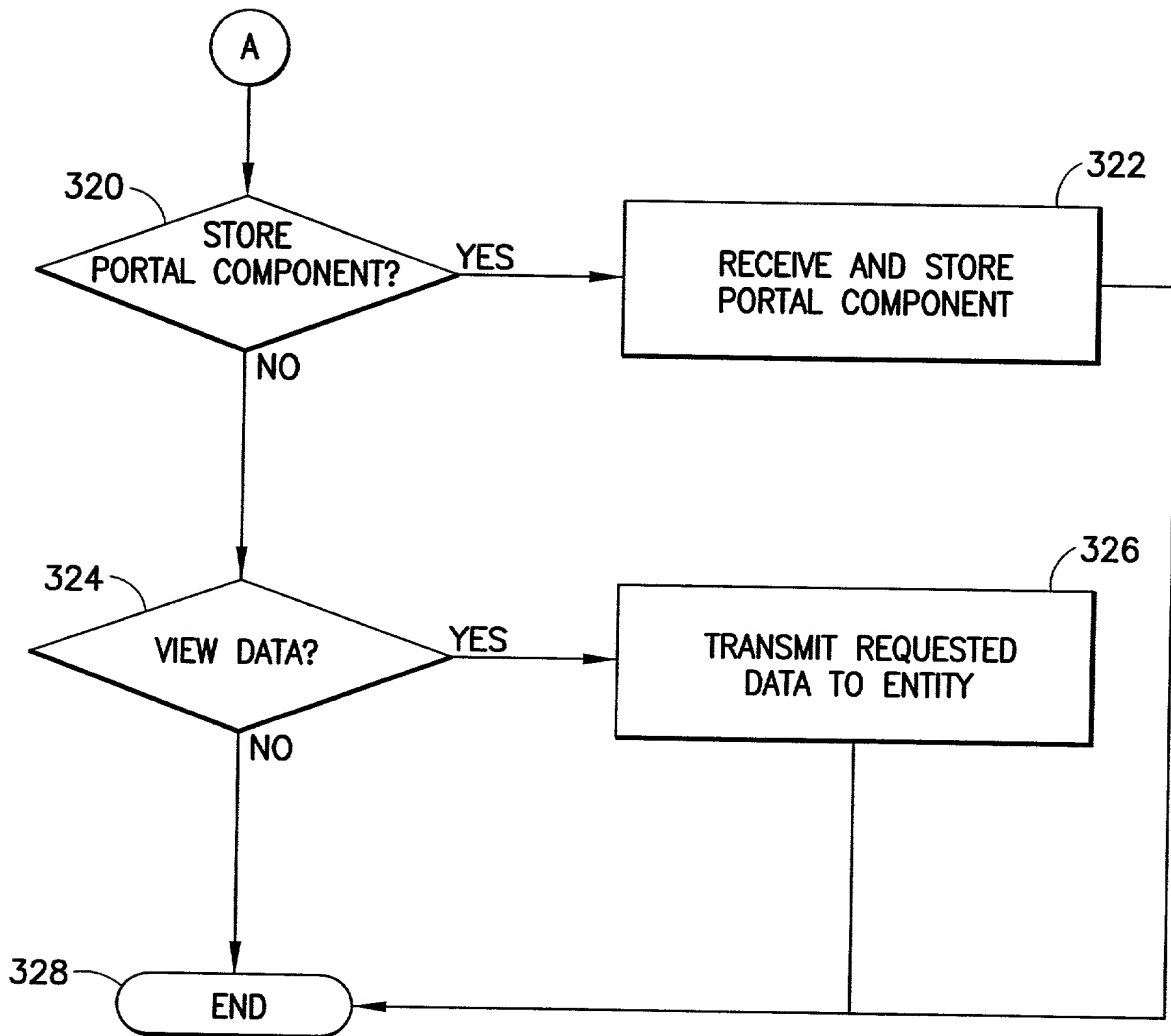 A
320
STORE
PORTAL COMPONENT?
YES
322
RECEIVE AND STORE
PORTAL COMPONENT
NO
324
VIEW DATA?
YES
326
TRANSMIT REQUESTED
DATA TO ENTITY
NO
328
END